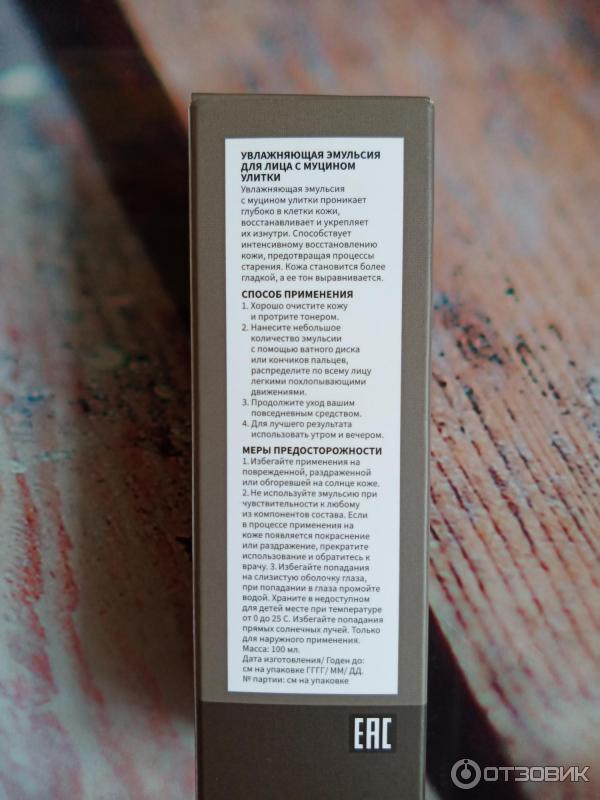 УВЛАЖНЯЮЩАЯ ЭМУЛЬСИЯ
ДЛЯ ЛИЦА С МУЦИНОМ
УЛИТКИ
Увлажняющая эмульсия
с муцином улитки проникает
глубоко в клетки кожи,
восстанавливает и укрепляет
их изнутри. Способствует
интенсивному восстановлению
кожи, предотвращая процессы
старения. Кожа становится более
гладкой, а ее тон выравнивается.
СПОСОБ ПРИМЕНЕНИЯ
1. Хорошо очистите кожу
и протрите тонером.
2. Нанесите небольшое
количество эмульсии
с помощью ватного диска
или кончиков пальцев,
распределите по всему лицу
легкими похлопывающими
движениями.
3. Продолжите уход вашим
повседневным средством.
4. Для лучшего результата
использовать утром и вечером.
МЕРЫ ПРЕДОСТОРОЖНОСТИ
1. Избегайте применения на
поврежденной, раздраженной
или обгоревшей на солнце коже.
2. Не используйте эмульсию при
чувствительности к любому
из компонентов состава. Если
в процессе применения на
коже появляется покраснение
или раздражение, прекратите
использование и обратитесь к
врачу. 3. Избегайте попадания
на слизистую оболочку глаза,
при попадании в глаза промойте
водой. Храните в недоступном
для детей месте при температуре
от 0 до 25 С. Избегайте попадания
прямых солнечных лучей. Только
для наружного применения.
Масса: 100 мл.
Дата изготовления/ Годен до:
см на упаковке ГГГГ/ ММ/ ДД.
№ партии: см на упаковке
EAC
ОТЗОВИК